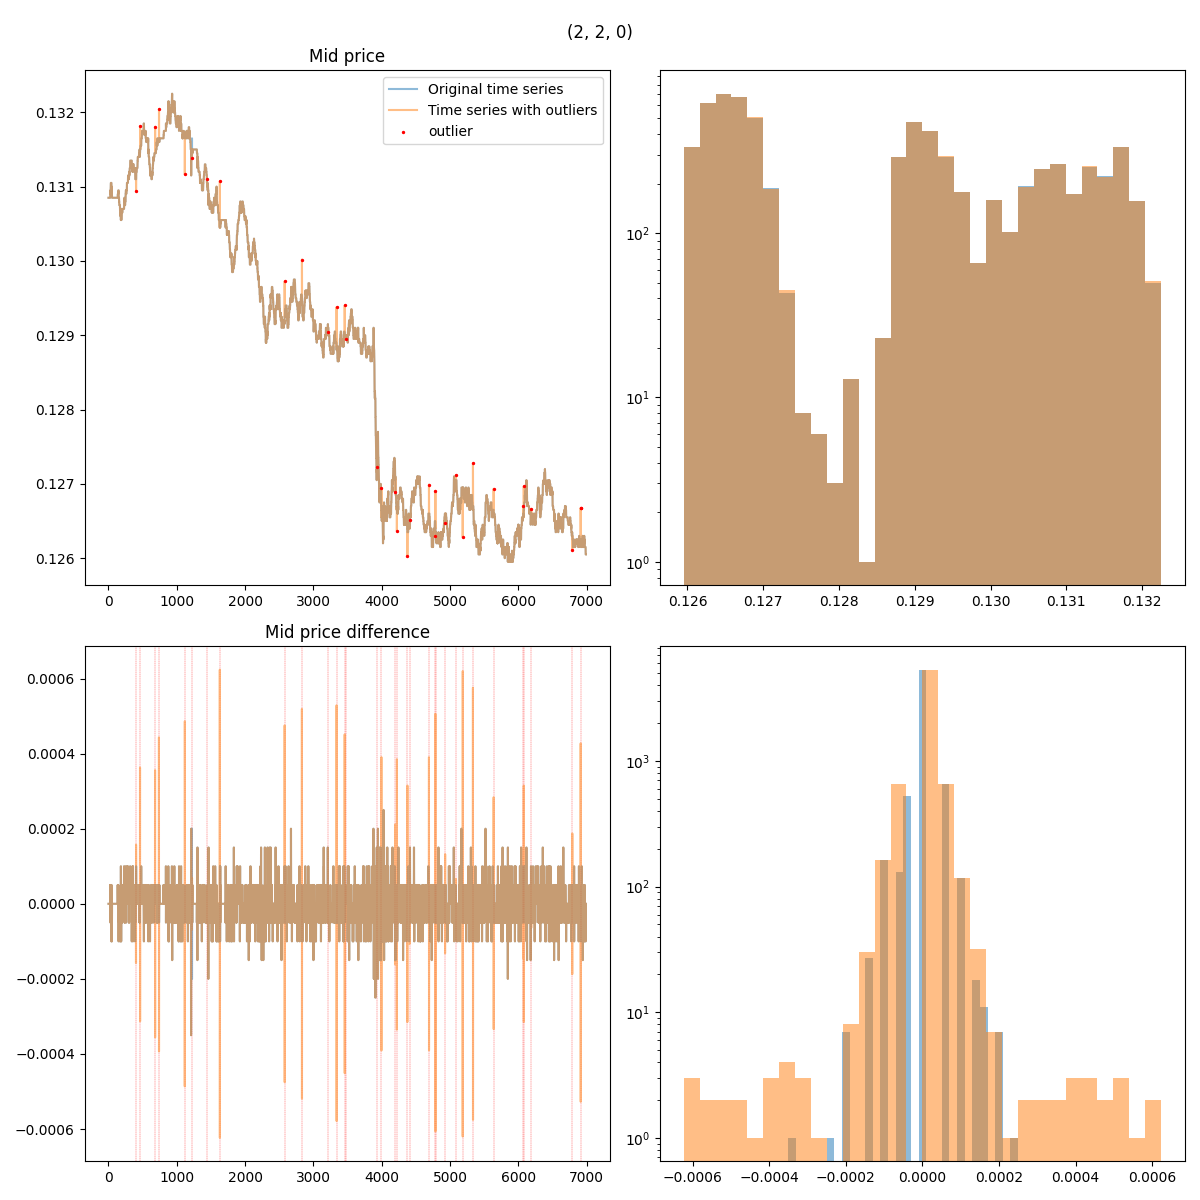 (2, 2, 0)
Mid price
Original time series
Time series with outliers
outlier
0.132
0.131
0.130
0.129
0.128
0.127
0.126
0 1000 2000 3000 4000 5000 6000 7000
10²
10¹
10⁰
0.126 0.127 0.128 0.129 0.130 0.131 0.132
Mid price difference
0.0006
0.0004
0.0002
0.0000
−0.0002
−0.0004
−0.0006
0 1000 2000 3000 4000 5000 6000 7000
10³
10²
10¹
10⁰
−0.0006 −0.0004 −0.0002 0.0000 0.0002 0.0004 0.0006